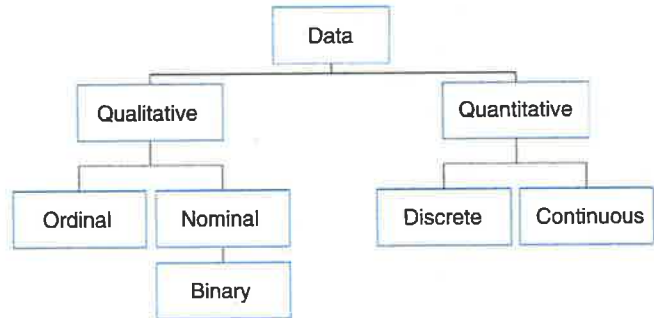 Data
Qualitative
Quantitative
Ordinal
Nominal
Discrete
Continuous
Binary